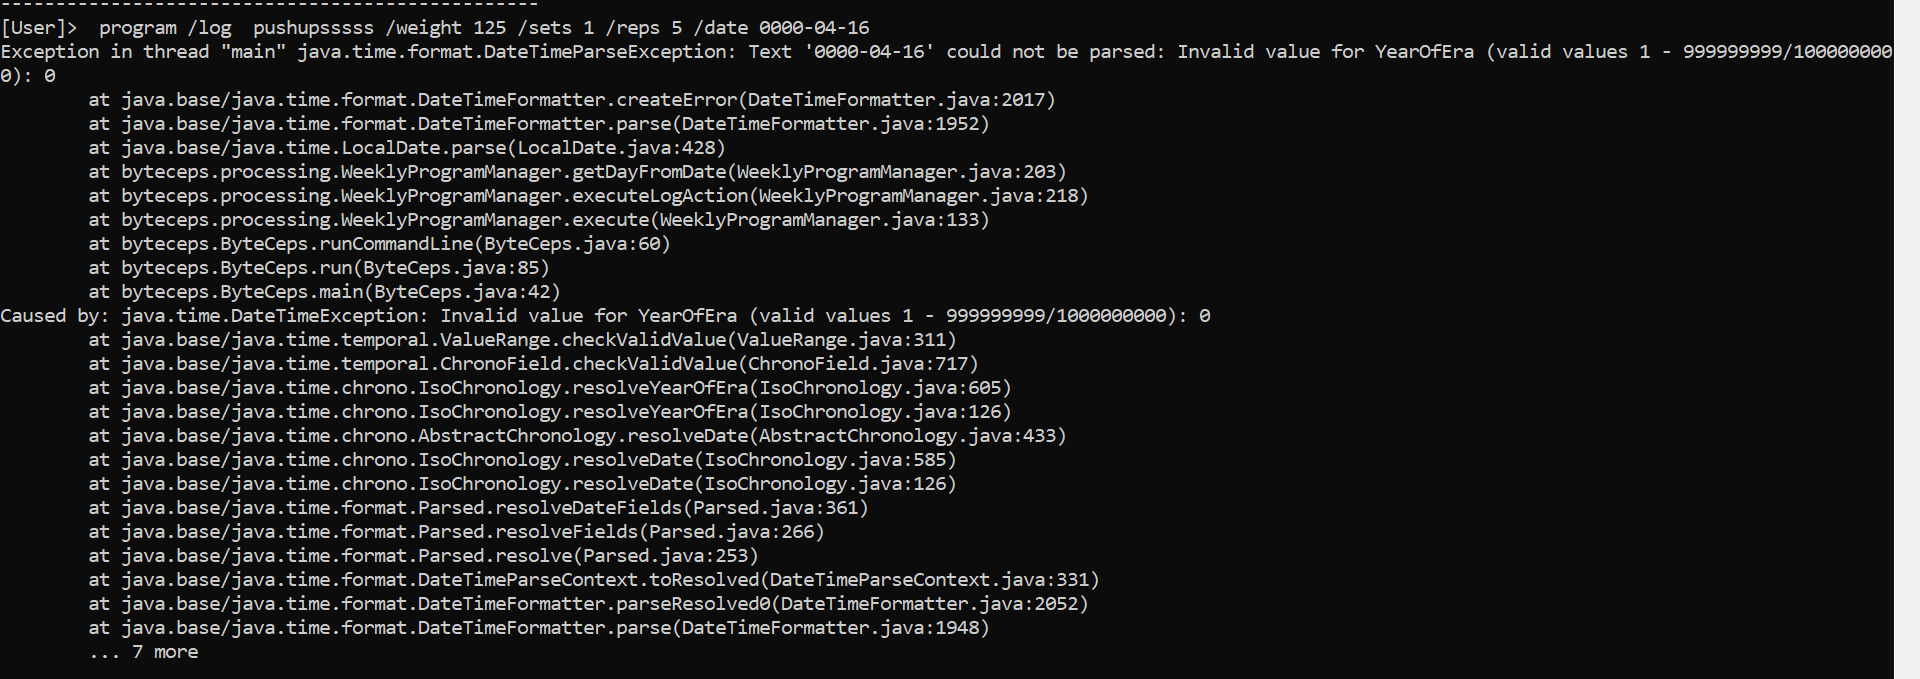 -------------------------------------------------
[User]>  program /log  pushupsssss /weight 125 /sets 1 /reps 5 /date 0000-04-16
Exception in thread "main" java.time.format.DateTimeParseException: Text '0000-04-16' could not be parsed: Invalid value for YearOfEra (valid values 1 - 999999999/100000000
0): 0
        at java.base/java.time.format.DateTimeFormatter.createError(DateTimeFormatter.java:2017)
        at java.base/java.time.format.DateTimeFormatter.parse(DateTimeFormatter.java:1952)
        at java.base/java.time.LocalDate.parse(LocalDate.java:428)
        at byteceps.processing.WeeklyProgramManager.getDayFromDate(WeeklyProgramManager.java:203)
        at byteceps.processing.WeeklyProgramManager.executeLogAction(WeeklyProgramManager.java:218)
        at byteceps.processing.WeeklyProgramManager.execute(WeeklyProgramManager.java:133)
        at byteceps.ByteCeps.runCommandLine(ByteCeps.java:60)
        at byteceps.ByteCeps.run(ByteCeps.java:85)
        at byteceps.ByteCeps.main(ByteCeps.java:42)
Caused by: java.time.DateTimeException: Invalid value for YearOfEra (valid values 1 - 999999999/1000000000): 0
        at java.base/java.time.temporal.ValueRange.checkValidValue(ValueRange.java:311)
        at java.base/java.time.temporal.ChronoField.checkValidValue(ChronoField.java:717)
        at java.base/java.time.chrono.IsoChronology.resolveYearOfEra(IsoChronology.java:605)
        at java.base/java.time.chrono.IsoChronology.resolveYearOfEra(IsoChronology.java:126)
        at java.base/java.time.chrono.AbstractChronology.resolveDate(AbstractChronology.java:433)
        at java.base/java.time.chrono.IsoChronology.resolveDate(IsoChronology.java:585)
        at java.base/java.time.chrono.IsoChronology.resolveDate(IsoChronology.java:126)
        at java.base/java.time.format.Parsed.resolveDateFields(Parsed.java:361)
        at java.base/java.time.format.Parsed.resolveFields(Parsed.java:266)
        at java.base/java.time.format.Parsed.resolve(Parsed.java:253)
        at java.base/java.time.format.DateTimeParseContext.toResolved(DateTimeParseContext.java:331)
        at java.base/java.time.format.DateTimeFormatter.parseResolved0(DateTimeFormatter.java:2052)
        at java.base/java.time.format.DateTimeFormatter.parse(DateTimeFormatter.java:1948)
        ... 7 more